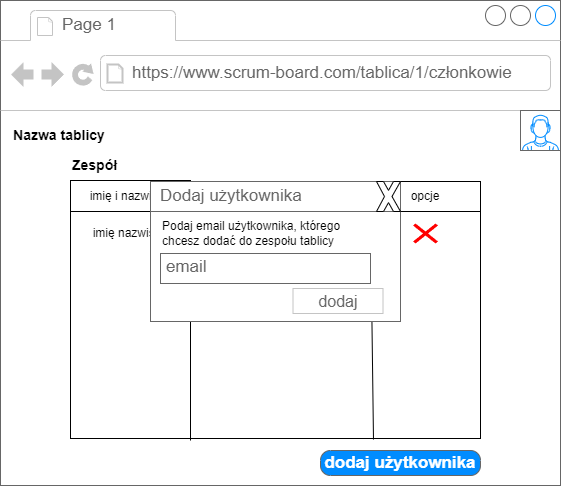 Page 1
https://www.scrum-board.com/tablica/1/członkowie
Nazwa tablicy
Zespół
imię i nazwi
Dodaj użytkownika
X
opcje
imię nazwis
Podaj email użytkownika, którego
chcesz dodać do zespołu tablicy
email
dodaj
dodaj użytkownika